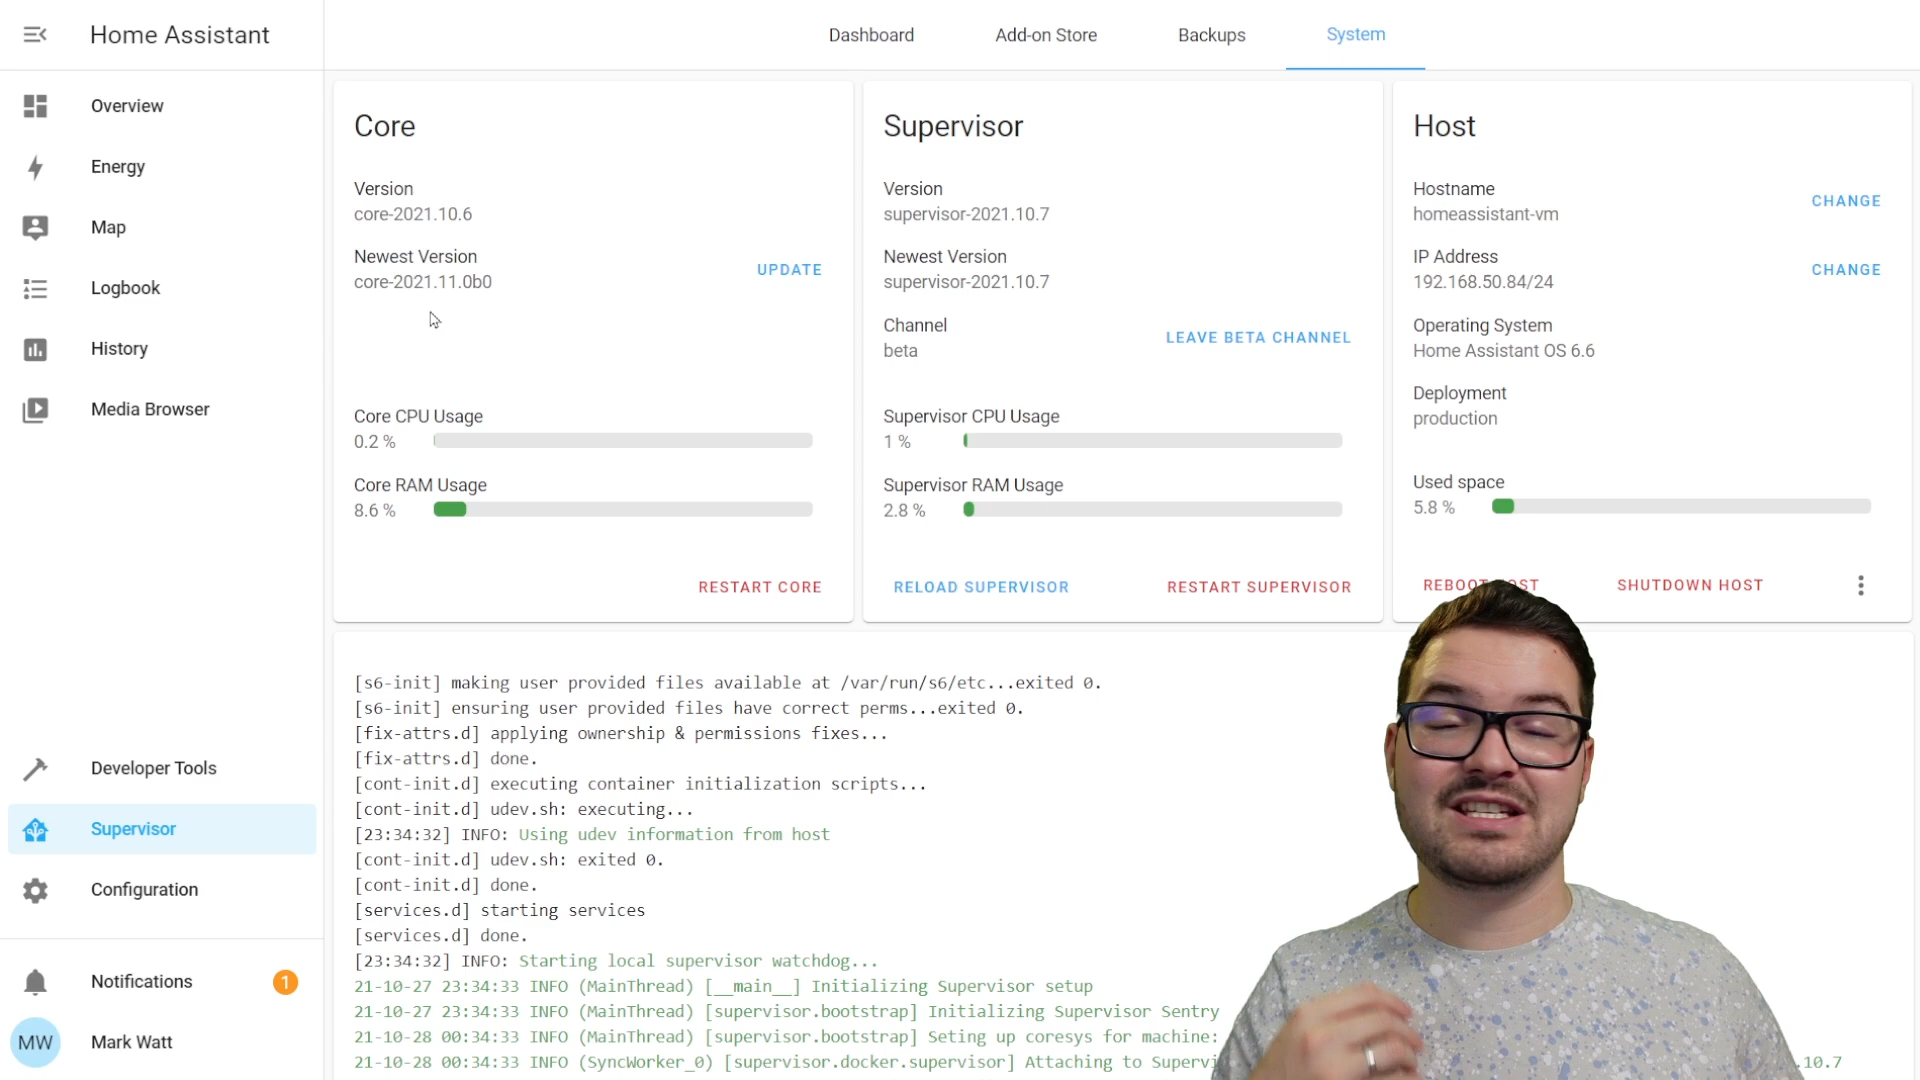 Home Assistant
Dashboard
Add-on Store
Backups
System
Overview
Energy
Map
Logbook
History
Media Browser
Developer Tools
Supervisor
Configuration
Notifications
1
MW
Mark Watt
Core
Version
core-2021.10.6
Newest Version
core-2021.11.0b0
UPDATE
Core CPU Usage
0.2 %
Core RAM Usage
8.6 %
RESTART CORE
Supervisor
Version
supervisor-2021.10.7
Newest Version
supervisor-2021.10.7
Channel
beta
LEAVE BETA CHANNEL
Supervisor CPU Usage
1 %
Supervisor RAM Usage
2.8 %
RELOAD SUPERVISOR
RESTART SUPERVISOR
Host
Hostname
homeassistant-vm
CHANGE
IP Address
192.168.50.84/24
CHANGE
Operating System
Home Assistant OS 6.6
Deployment
production
Used space
5.8 %
SHUTDOWN HOST
[s6-init] making user provided files available at /var/run/s6/etc...exited 0.
[s6-init] ensuring user provided files have correct perms...exited 0.
[fix-attrs.d] applying ownership & permissions fixes...
[fix-attrs.d] done.
[cont-init.d] executing container initialization scripts...
[cont-init.d] udev.sh: executing...
[23:34:32] INFO: Using udev information from host
[cont-init.d] udev.sh: exited 0.
[cont-init.d] done.
[services.d] starting services
[services.d] done.
[23:34:32] INFO: Starting local supervisor watchdog...
21-10-27 23:34:33 INFO (MainThread) [__main__] Initializing Supervisor setup
21-10-27 23:34:33 INFO (MainThread) [supervisor.bootstrap] Initializing Supervisor Sentry
21-10-28 00:34:33 INFO (MainThread) [supervisor.bootstrap] Seting up coresys for machine:
21-10-28 00:34:33 INFO (SyncWorker_0) [supervisor.docker.supervisor] Attaching to Supervi .10.7